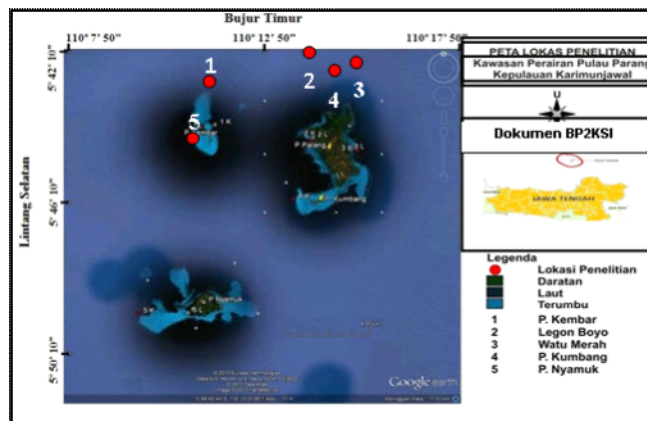 Bujur Timur
110 7' 50" 110 12' 50" 110 17' 50"
5° 42' 10"
Lintang Selatan
5° 46' 10"
5° 50' 10"
1
2
3
4
5
P. Parang
Kumbang
P. Nyamuk
Google earth
PETA LOKAS PENELITIAN
Kawasan Perairan Pulau Parang
Kepulauan Karimunjawal
U
Dokumen BP2KSI
JAWA TENGAH
Legenda
Lokasi Penelitian
Daratan
Laut
Terumbu
1 P. Kembar
2 Legon Boyo
3 Watu Merah
4 P. Kumbang
5 P. Nyamuk